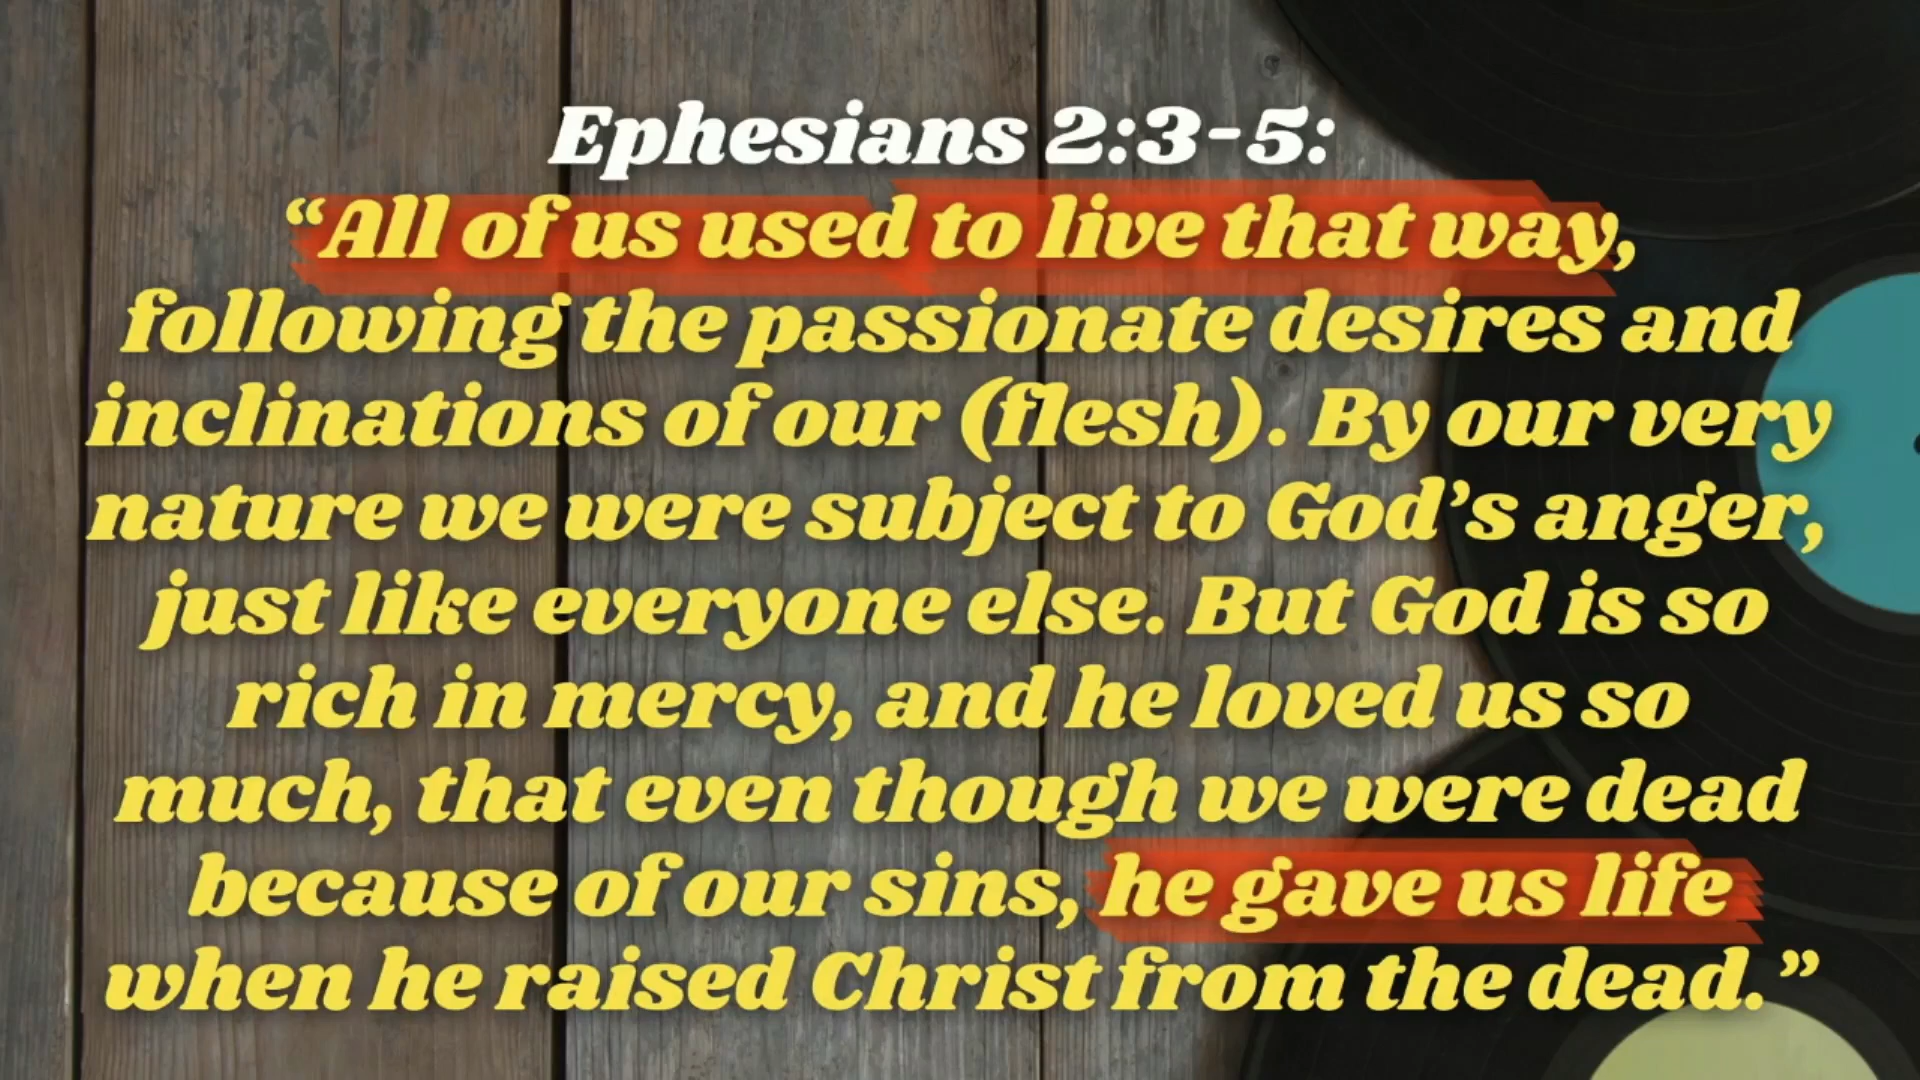 Ephesians 2:3-5:
“All of us used to live that way,
following the passionate desires and
inclinations of our (flesh). By our very
nature we were subject to God’s anger,
just like everyone else. But God is so
rich in mercy, and he loved us so
much, that even though we were dead
because of our sins, he gave us life
when he raised Christ from the dead.”